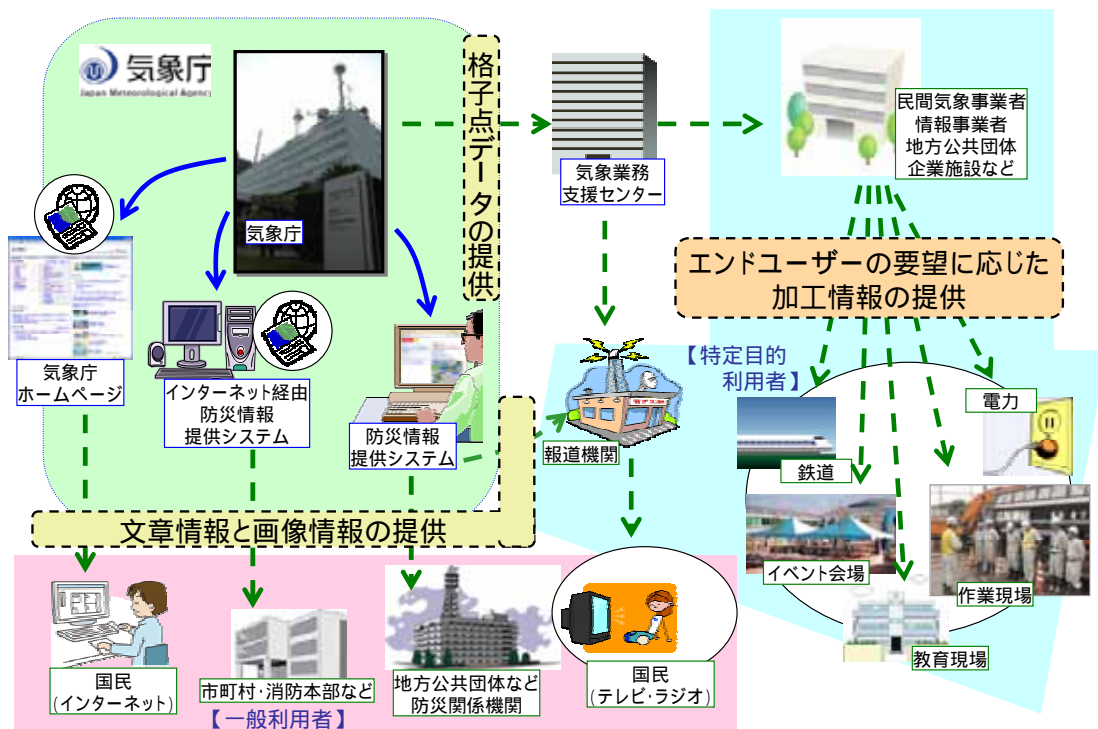 気象庁
Japan Meteorological Agency
格子点データの提供
気象庁
気象業務
支援センター
民間気象事業者
情報事業者
地方公共団体
企業施設など
エンドユーザーの要望に応じた
加工情報の提供
気象庁
ホームページ
インターネット経由
防災情報
提供システム
防災情報
提供システム
報道機関
【特定目的
利用者】
電力
鉄道
イベント会場
作業現場
教育現場
文章情報と画像情報の提供
国民
(インターネット)
市町村・消防本部など
【一般利用者】
地方公共団体など
防災関係機関
国民
(テレビ・ラジオ)